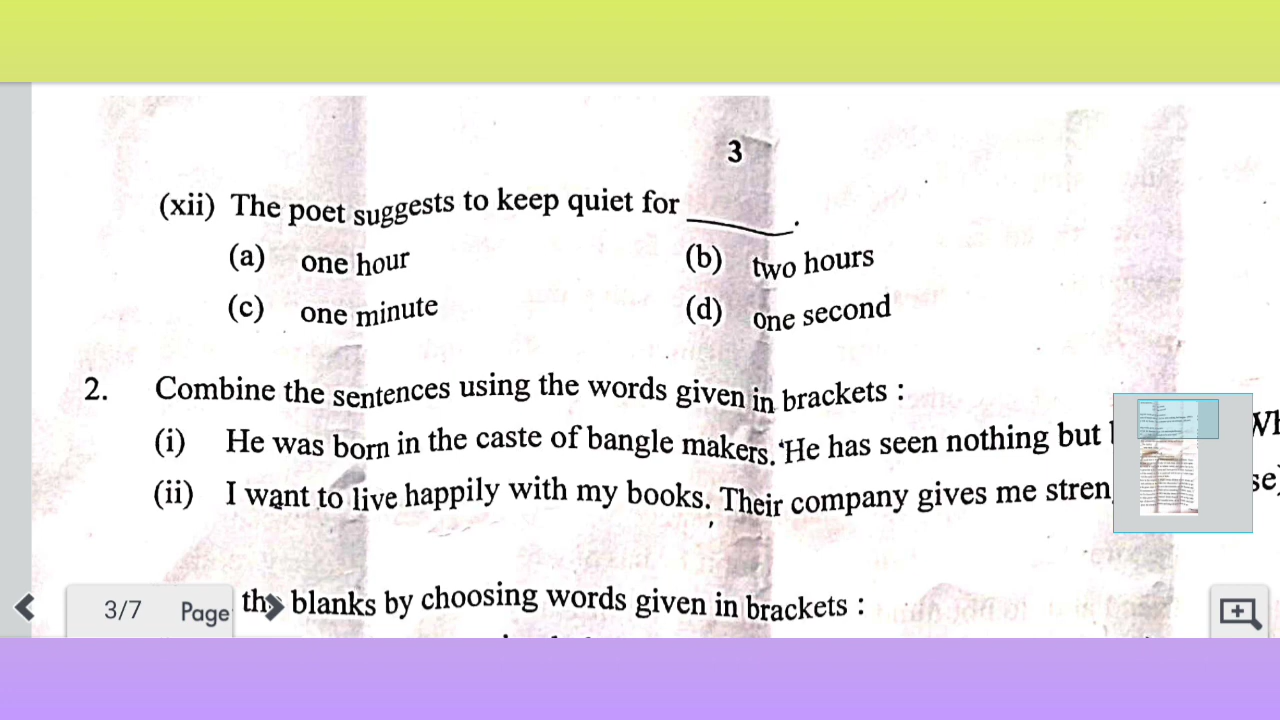 3
(xii) The poet suggests to keep quiet for ______.
(a) one hour (b) two hours
(c) one minute (d) one second
2. Combine the sentences using the words given in brackets :
(i) He was born in the caste of bangle makers. He has seen nothing but
(ii) I want to live happily with my books. Their company gives me
blanks by choosing words given in brackets :
3/7 Page